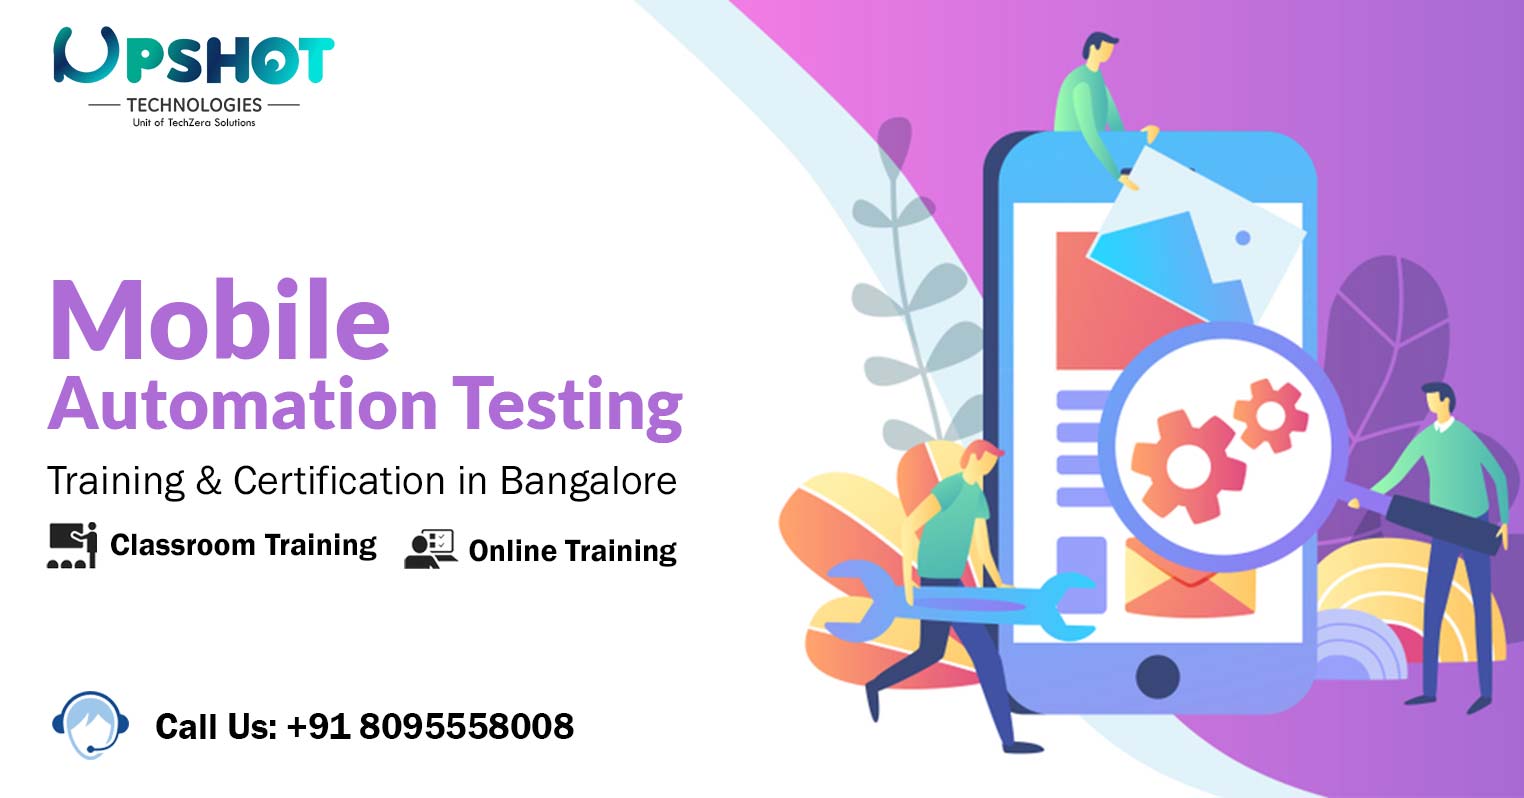 UPSHOT
TECHNOLOGIES
Unit of TechZera Solutions
Mobile
Automation Testing
Training & Certification in Bangalore
Classroom Training
Online Training
Call Us: +91 8095558008